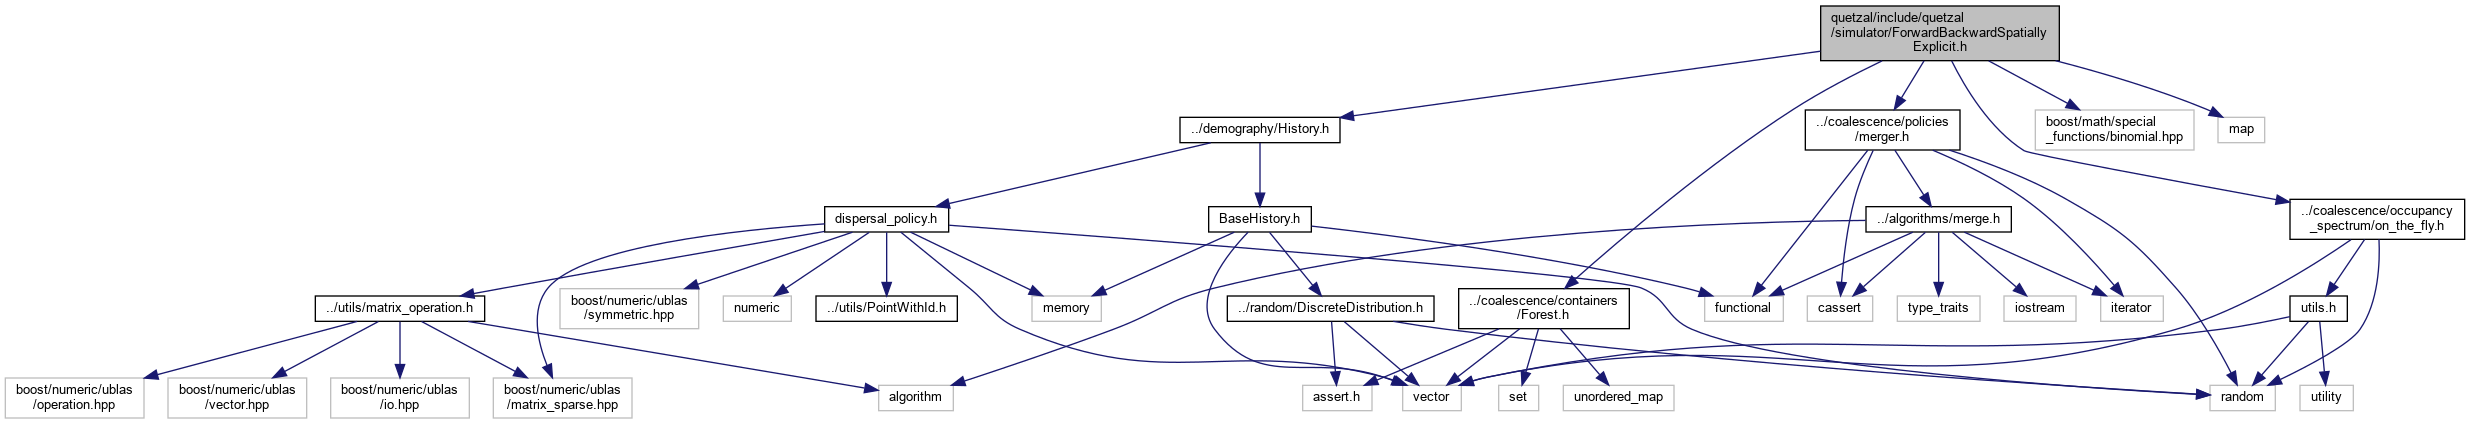 quetzal/include/quetzal
/simulator/ForwardBackwardSpatially
Explicit.h
../demography/History.h
../coalescence/policies
/merger.h
boost/math/special
_functions/binomial.hpp
map
dispersal_policy.h
BaseHistory.h
../algorithms/merge.h
../coalescence/occupancy
_spectrum/on_the_fly.h
../utils/matrix_operation.h
boost/numeric/ublas
/symmetric.hpp
numeric
../utils/PointWithId.h
memory
../random/DiscreteDistribution.h
../coalescence/containers
/Forest.h
functional
cassert
type_traits
iostream
iterator
utils.h
boost/numeric/ublas
/operation.hpp
boost/numeric/ublas
/vector.hpp
boost/numeric/ublas
/io.hpp
boost/numeric/ublas
/matrix_sparse.hpp
algorithm
assert.h
vector
set
unordered_map
random
utility